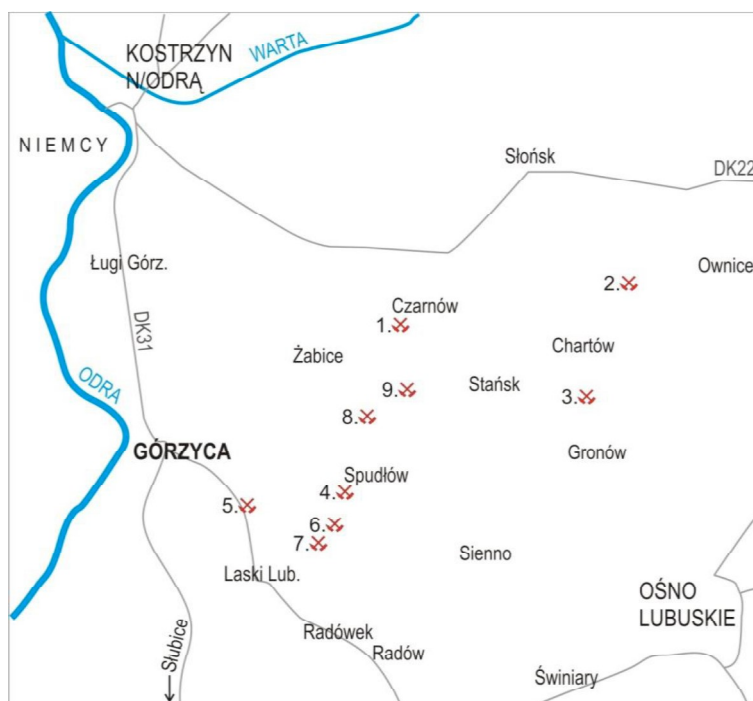 KOSTRZYN
N/ODRĄ
WARTA
NIEMCY
Słońsk
DK22
Ługi Górz.
Ownice
2.
Czarnów
1.
DK31
Chartów
Żabice
ODRA
9.
Stańsk
3.
8.
GÓRZYCA
Gronów
Spudłów
4.
5.
6.
7.
Sienno
Laski Lub.
OŚNO
LUBUSKIE
Radówek
Radów
Słubice
Świniary